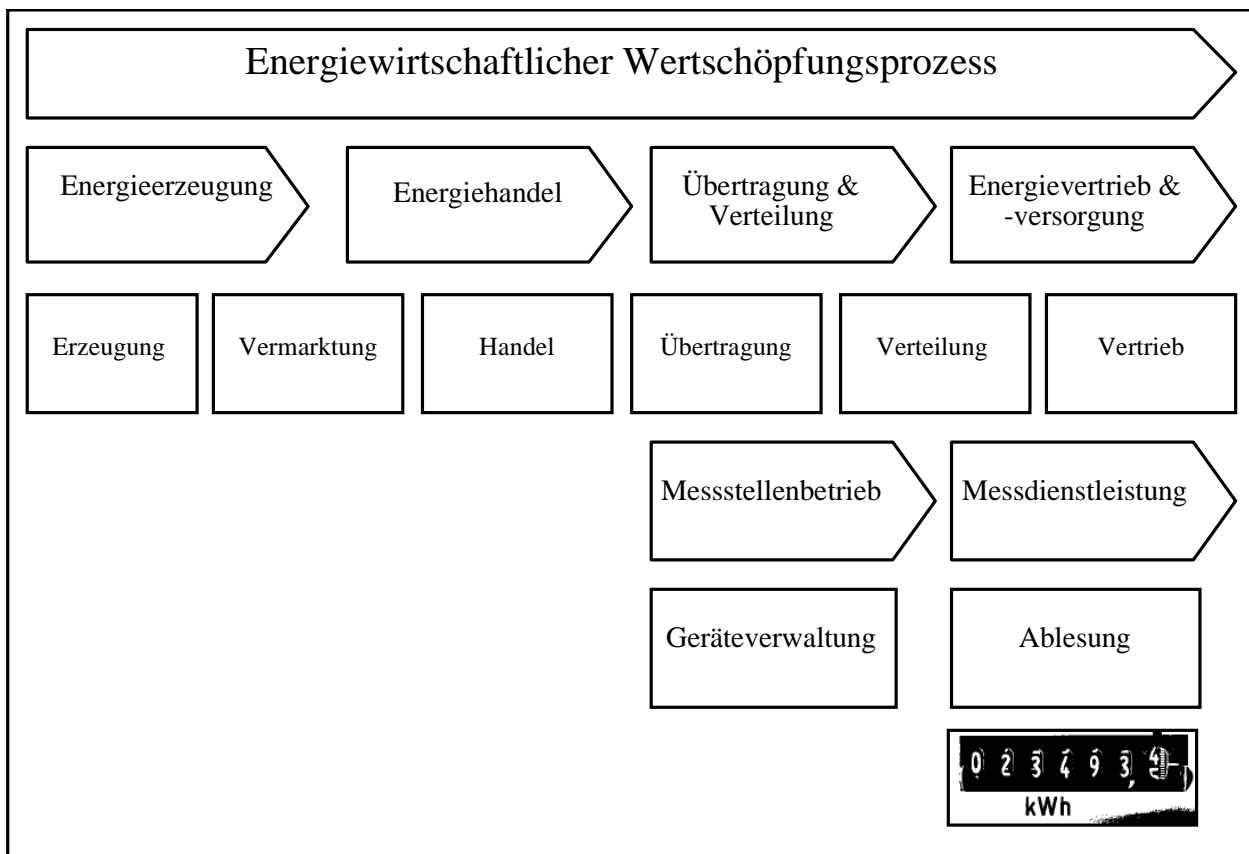 Energiewirtschaftlicher Wertschöpfungsprozess
Energieerzeugung
Energiehandel
Übertragung &
Verteilung
Energievertrieb &
-versorgung
Erzeugung
Vermarktung
Handel
Übertragung
Verteilung
Vertrieb
Messstellenbetrieb
Messdienstleistung
Geräteverwaltung
Ablesung
0 2 3 4 9 3,
kWh